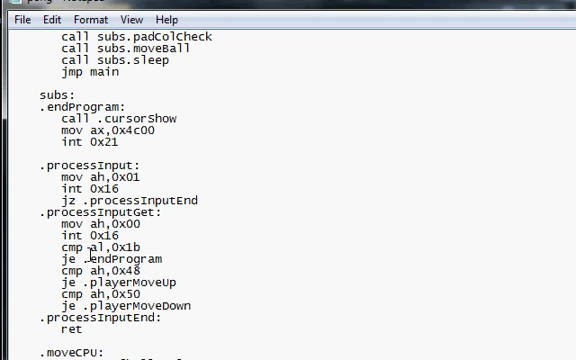 File Edit Format View Help
call subs.padColCheck
call subs.moveBall
call subs.sleep
jmp main
subs:
.endProgram:
call .cursorShow
mov ax,0x4c00
int 0x21
.processInput:
mov ah,0x01
int 0x16
jz .processInputEnd
.processInputGet:
mov ah,0x00
int 0x16
cmp al,0x1b
je .endProgram
cmp ah,0x48
je .playerMoveUp
cmp ah,0x50
je .playerMoveDown
.processInputEnd:
ret
.moveCPU: